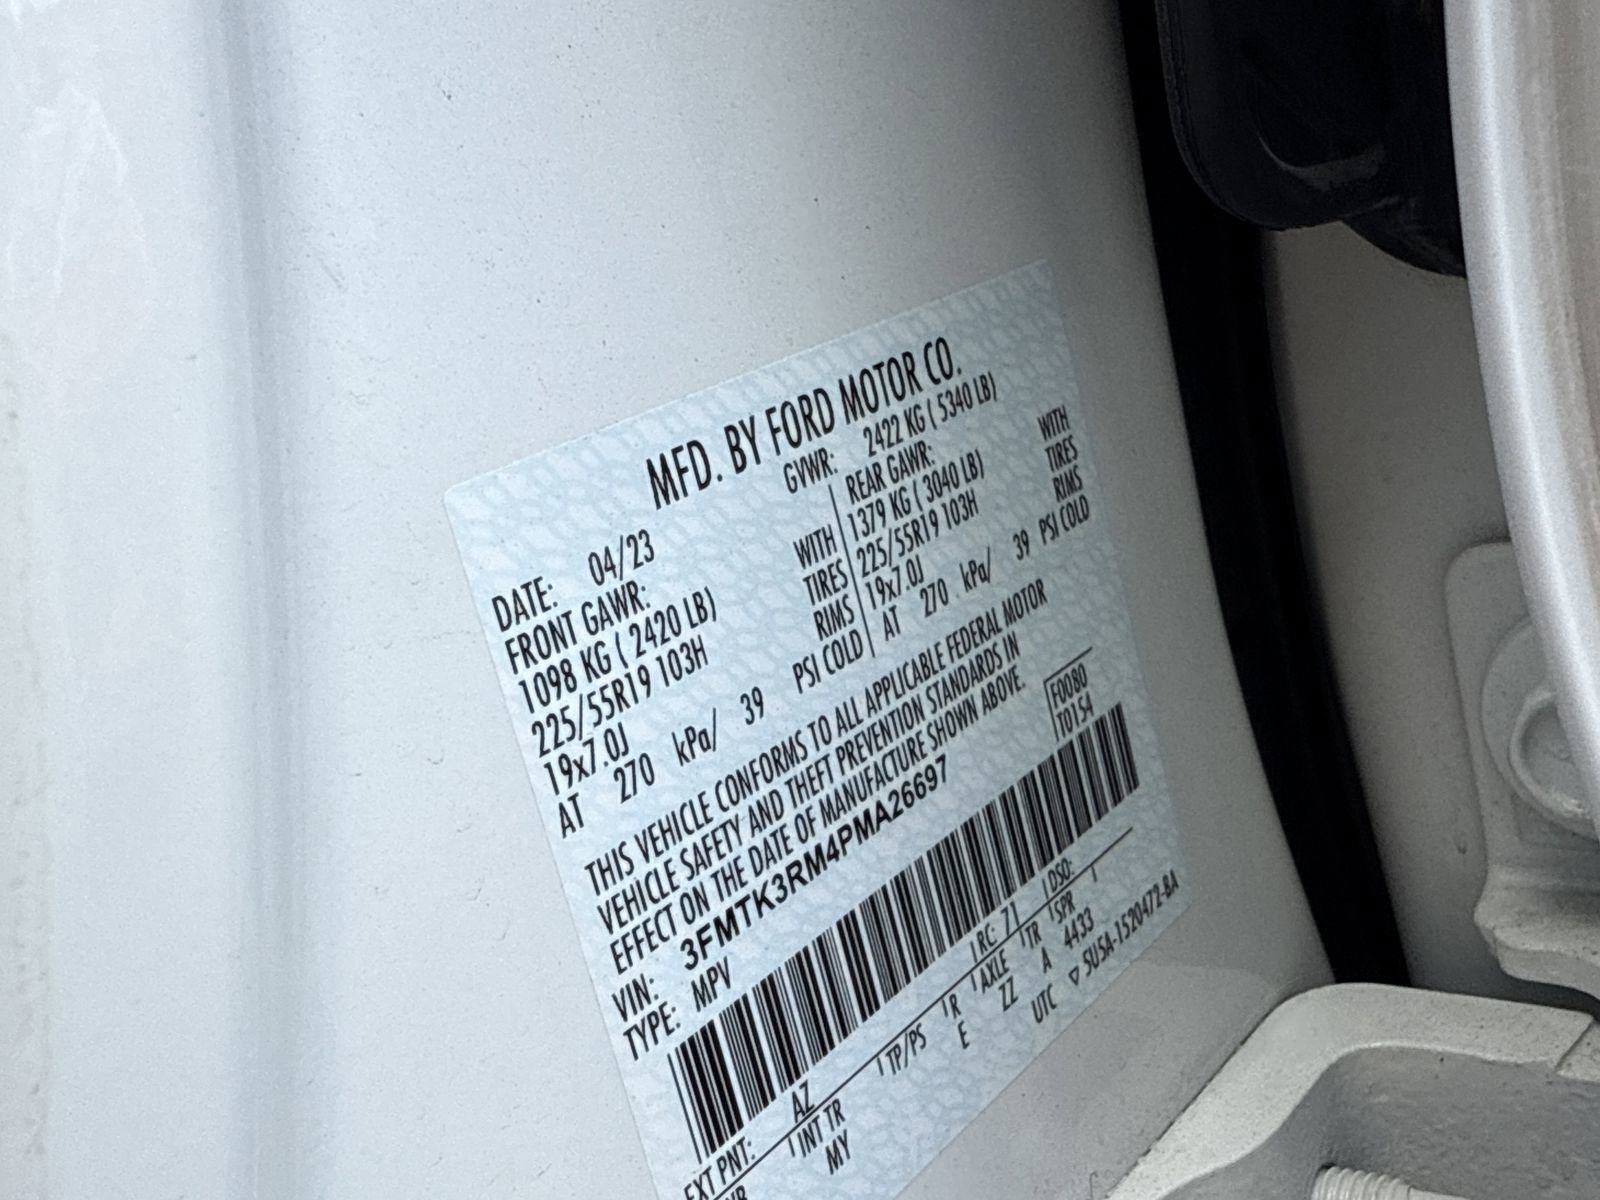 MFD. BY FORD MOTOR CO.
DATE: 04/23 GVWR: 2422 KG ( 5340 LB)
FRONT GAWR: REAR GAWR:
1098 KG ( 2420 LB) WITH 1379 KG ( 3040 LB) WITH
225/55R19 103H TIRES 225/55R19 103H TIRES
19x7.0J RIMS 19x7.0J RIMS
AT 270 kPa/ 39 PSI COLD AT 270 kPa/ 39 PSI COLD
THIS VEHICLE CONFORMS TO ALL APPLICABLE FEDERAL MOTOR
VEHICLE SAFETY AND THEFT PREVENTION STANDARDS IN
EFFECT ON THE DATE OF MANUFACTURE SHOWN ABOVE.
VIN: 3FMTK3RM4PMA26697 F0080
TYPE: MPV T0154
EXT PNT: AZ RC: 71 DSO:
WB INT TR TP/PS R AXLE TR SPR
MY E ZZ A 4433
UTC ▽ SU5A-1520472-BA